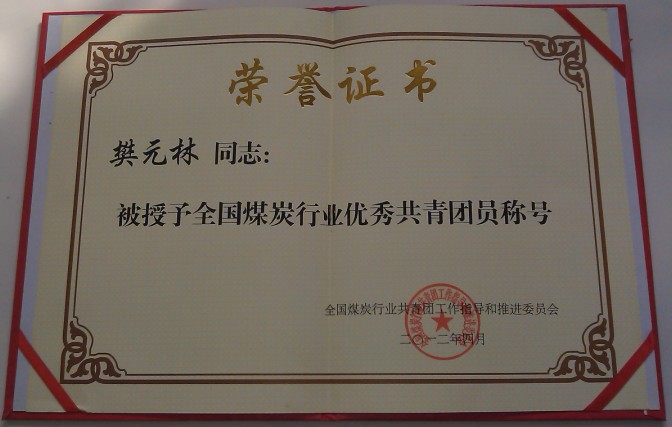 荣誉证书
樊元林 同志：
被授予全国煤炭行业优秀共青团员称号
全国煤炭行业共青团工作指导和推进委员会
二〇一二年四月